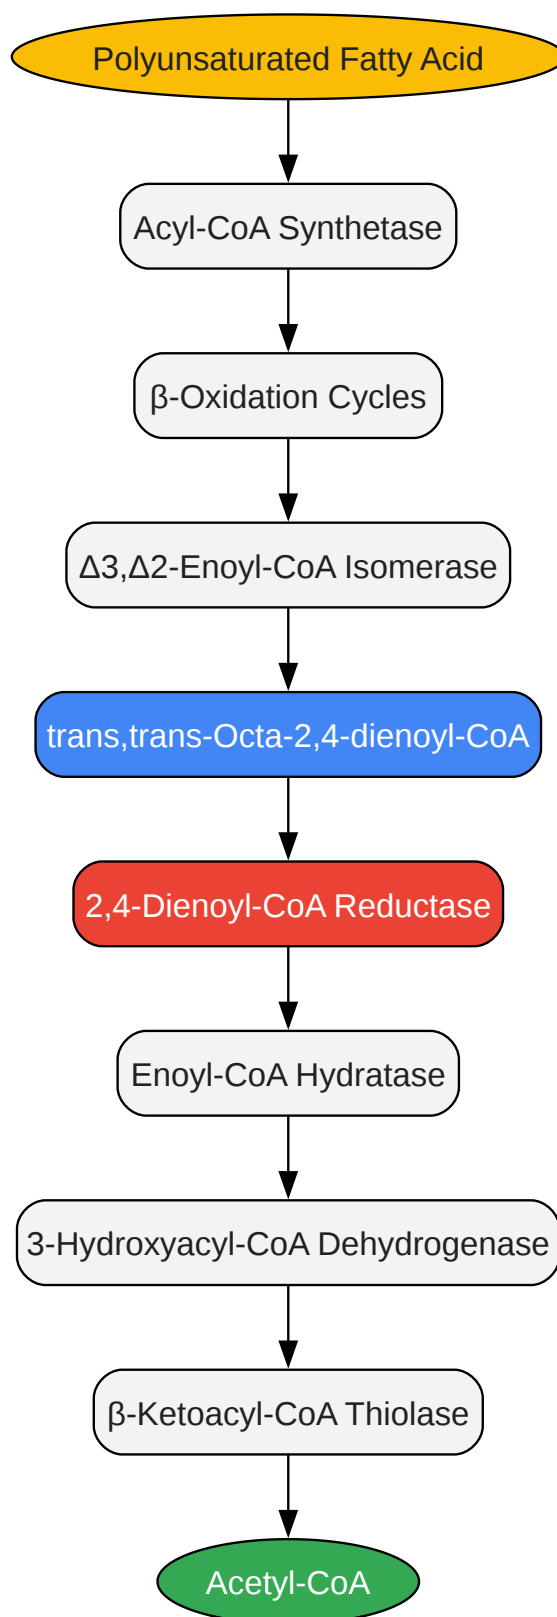 Polyunsaturated Fatty Acid
Acyl-CoA Synthetase
β-Oxidation Cycles
Δ3,Δ2-Enoyl-CoA Isomerase
trans,trans-Octa-2,4-dienoyl-CoA
2,4-Dienoyl-CoA Reductase
Enoyl-CoA Hydratase
3-Hydroxyacyl-CoA Dehydrogenase
β-Ketoacyl-CoA Thiolase
Acetyl-CoA